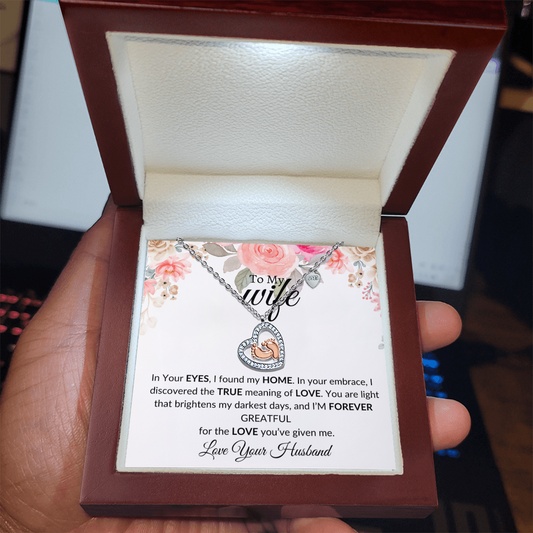 To My
wife
In Your EYES, I found my HOME. In your embrace, I
discovered the TRUE meaning of LOVE. You are light
that brightens my darkest days, and I'M FOREVER
GREATFUL
for the LOVE you've given me.
Love Your Husband